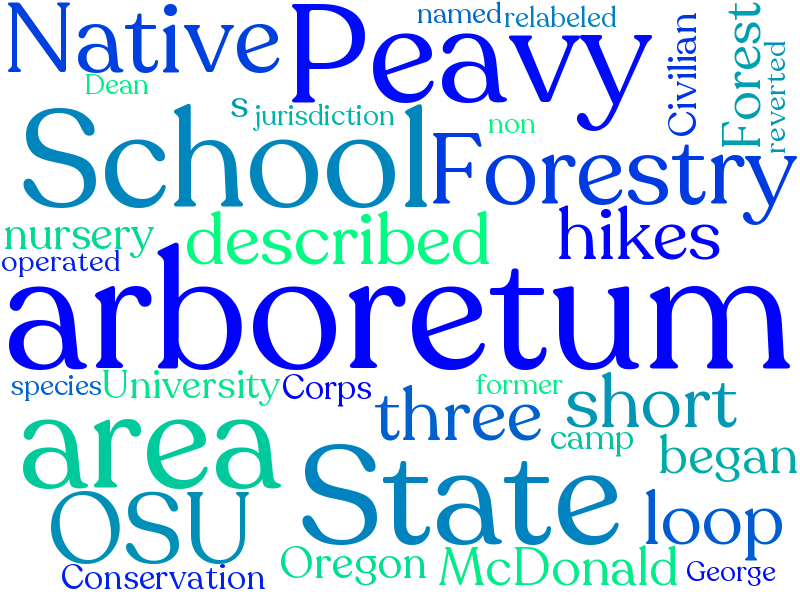 Native
Peavy
named
relabeled
Civilian
Forest
reverted
Dean
s
jurisdiction
non
School
Forestry
nursery
described
hikes
operated
arboretum
species
University
Corps
former
three
short
camp
area
State
began
OSU
loop
Conservation
Oregon
McDonald
George